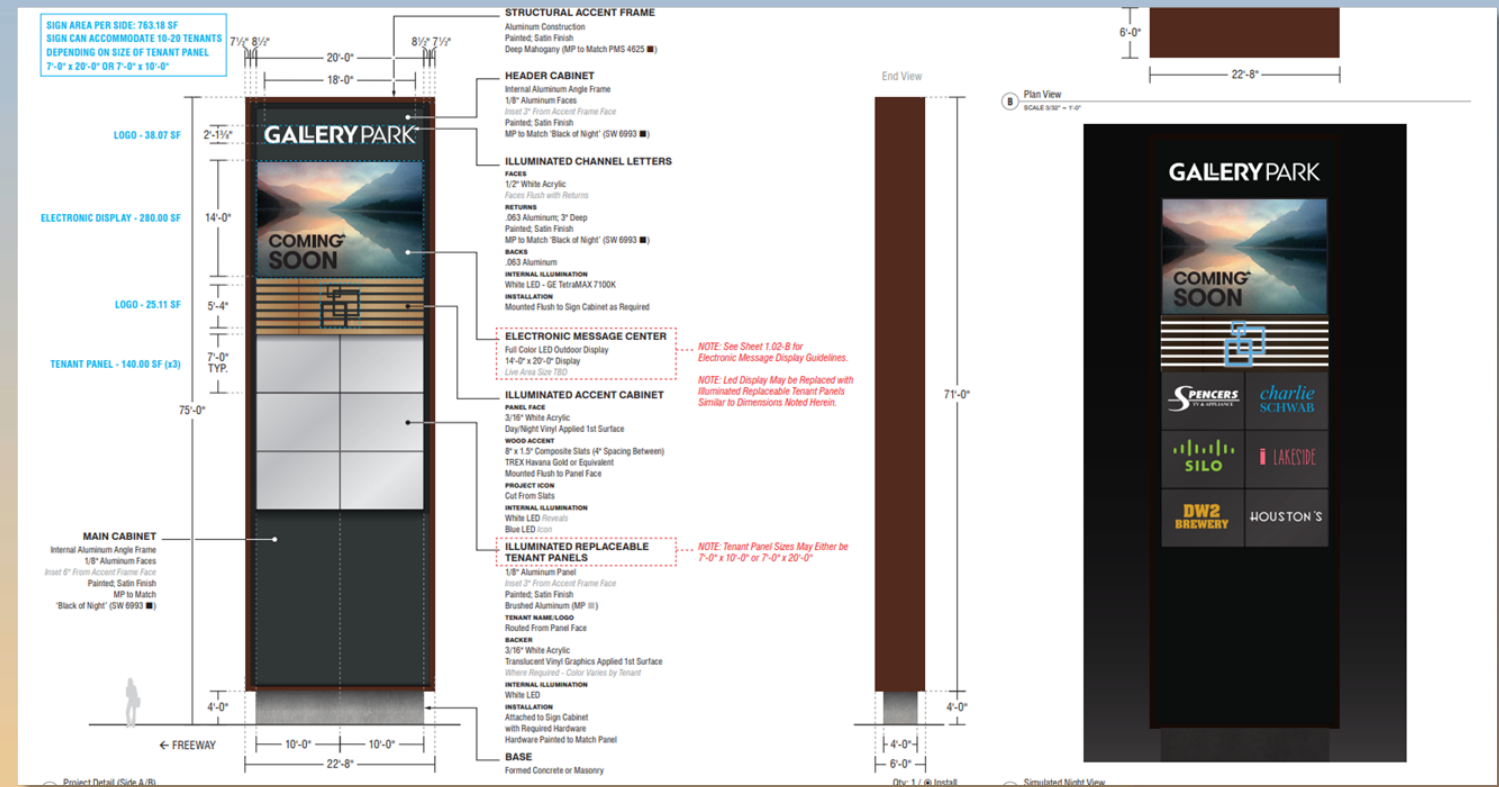 SIGN AREA PER SIDE: 763.18 SF
SIGN CAN ACCOMMODATE 10-20 TENANTS
DEPENDING ON SIZE OF TENANT PANEL
7'-0" x 20'-0" OR 7'-0" x 10'-0"
7½" 8½"
8½" 7½"
20'-0"
18'-0"
LOGO - 38.07 SF
2'-1⅜"
GALLERY PARK
ELECTRONIC DISPLAY - 280.00 SF
14'-0"
COMING
SOON
LOGO - 25.11 SF
5'-4"
TENANT PANEL - 140.00 SF (x3)
7'-0"
TYP.
75'-0"
MAIN CABINET
Internal Aluminum Angle Frame
1/8" Aluminum Faces
Inset 6" From Accent Frame Face
Painted; Satin Finish
MP to Match
'Black of Night' (SW 6993 ■)
4'-0"
← FREEWAY
10'-0"
10'-0"
22'-8"
Project Detail (Side A/B)
STRUCTURAL ACCENT FRAME
Aluminum Construction
Painted; Satin Finish
Deep Mahogany (MP to Match PMS 4625 ■)
HEADER CABINET
Internal Aluminum Angle Frame
1/8" Aluminum Faces
Inset 3" From Accent Frame Face
Painted; Satin Finish
MP to Match 'Black of Night' (SW 6993 ■)
ILLUMINATED CHANNEL LETTERS
FACES
1/2" White Acrylic
Faces Flush with Returns
RETURNS
.063 Aluminum; 3" Deep
Painted; Satin Finish
MP to Match 'Black of Night' (SW 6993 ■)
BACKS
.063 Aluminum
INTERNAL ILLUMINATION
White LED - GE TetraMAX 7100K
INSTALLATION
Mounted Flush to Sign Cabinet as Required
ELECTRONIC MESSAGE CENTER
Full Color LED Outdoor Display
14'-0" x 20'-0" Display
Live Area Size TBD
NOTE: See Sheet 1.02-B for
Electronic Message Display Guidelines.
NOTE: Led Display May be Replaced with
Illuminated Replaceable Tenant Panels
Similar to Dimensions Noted Herein.
ILLUMINATED ACCENT CABINET
PANEL FACE
3/16" White Acrylic
Day/Night Vinyl Applied 1st Surface
WOOD ACCENT
8" x 1.5" Composite Slats (4" Spacing Between)
TREX Havana Gold or Equivalent
Mounted Flush to Panel Face
PROJECT ICON
Cut From Slats
INTERNAL ILLUMINATION
White LED Reveals
Blue LED Icon
ILLUMINATED REPLACEABLE
TENANT PANELS
NOTE: Tenant Panel Sizes May Either be
7'-0" x 10'-0" or 7'-0" x 20'-0"
1/8" Aluminum Panel
Inset 3" From Accent Frame Face
Painted; Satin Finish
Brushed Aluminum (MP ■)
TENANT NAME/LOGO
Routed From Panel Face
BACKER
3/16" White Acrylic
Translucent Vinyl Graphics Applied 1st Surface
Where Required - Color Varies by Tenant
INTERNAL ILLUMINATION
White LED
INSTALLATION
Attached to Sign Cabinet
with Required Hardware
Hardware Painted to Match Panel
BASE
Formed Concrete or Masonry
End View
71'-0"
4'-0"
4'-0"
6'-0"
Qty: 1 / ⊕ Install
6'-0"
22'-8"
B Plan View
SCALE 3/32" = 1'-0"
GALLERY PARK
COMING
SOON
SPENCERS
TV & APPLIANCE
charlie
SCHWAB
SILO
LAKESIDE
DW2
BREWERY
HOUSTON'S
Simulated Night View